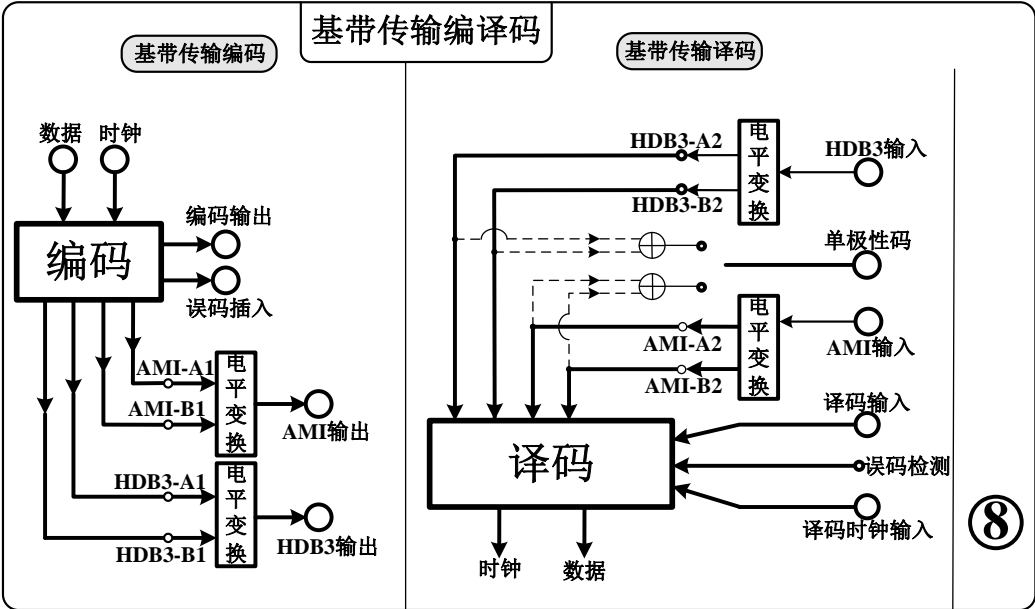 基带传输编译码
基带传输编码
数据
时钟
编码
编码输出
误码插入
AMI-A1
AMI-B1
电平变换
AMI输出
HDB3-A1
HDB3-B1
电平变换
HDB3输出
基带传输译码
HDB3-A2
HDB3-B2
电平变换
HDB3输入
单极性码
AMI-A2
AMI-B2
电平变换
AMI输入
译码
译码输入
误码检测
译码时钟输入
时钟
数据
⑧